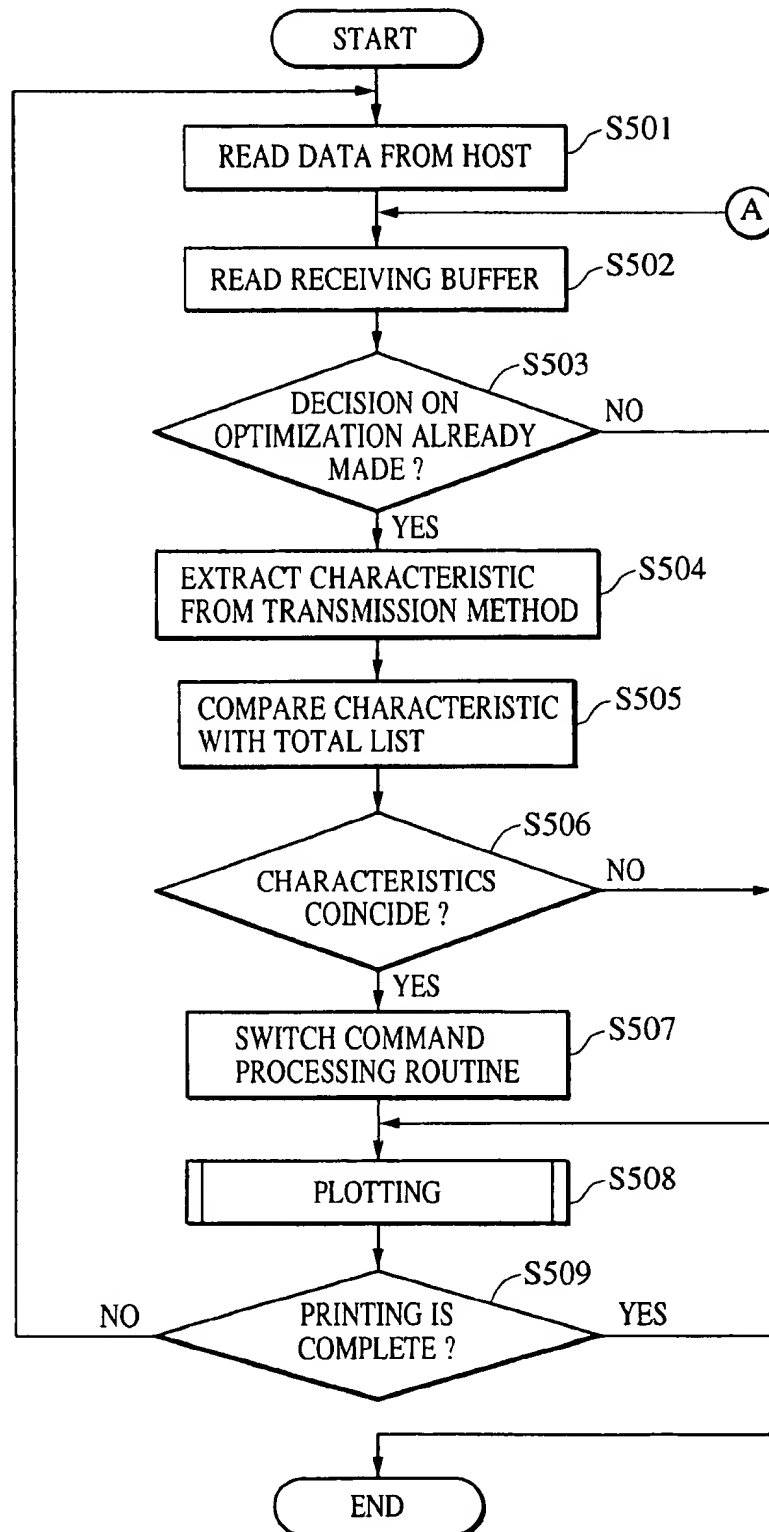 START
READ DATA FROM HOST
S501
A
READ RECEIVING BUFFER
S502
S503
DECISION ON
OPTIMIZATION ALREADY
MADE ?
NO
YES
EXTRACT CHARACTERISTIC
FROM TRANSMISSION METHOD
S504
COMPARE CHARACTERISTIC
WITH TOTAL LIST
S505
S506
CHARACTERISTICS
COINCIDE ?
NO
YES
SWITCH COMMAND
PROCESSING ROUTINE
S507
PLOTTING
S508
S509
NO
PRINTING IS
COMPLETE ?
YES
END